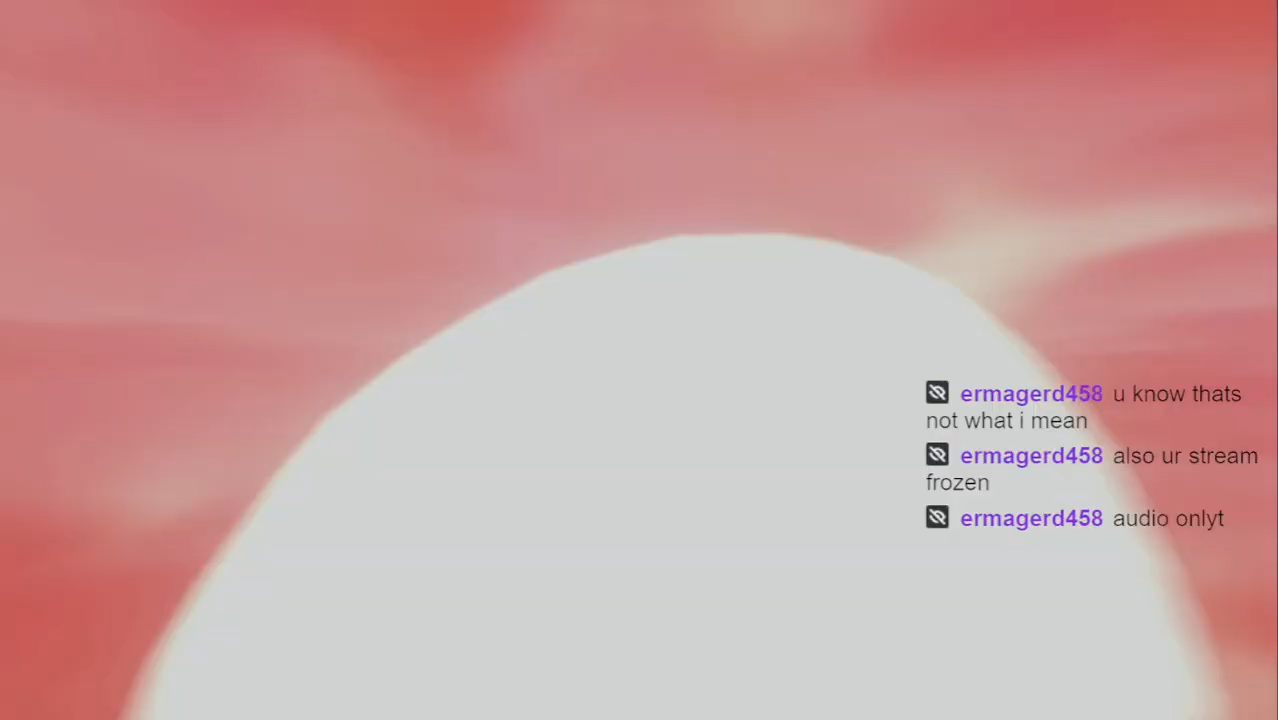 ermagerd458 u know thats
not what i mean
ermagerd458 also ur stream
frozen
ermagerd458 audio onlyt